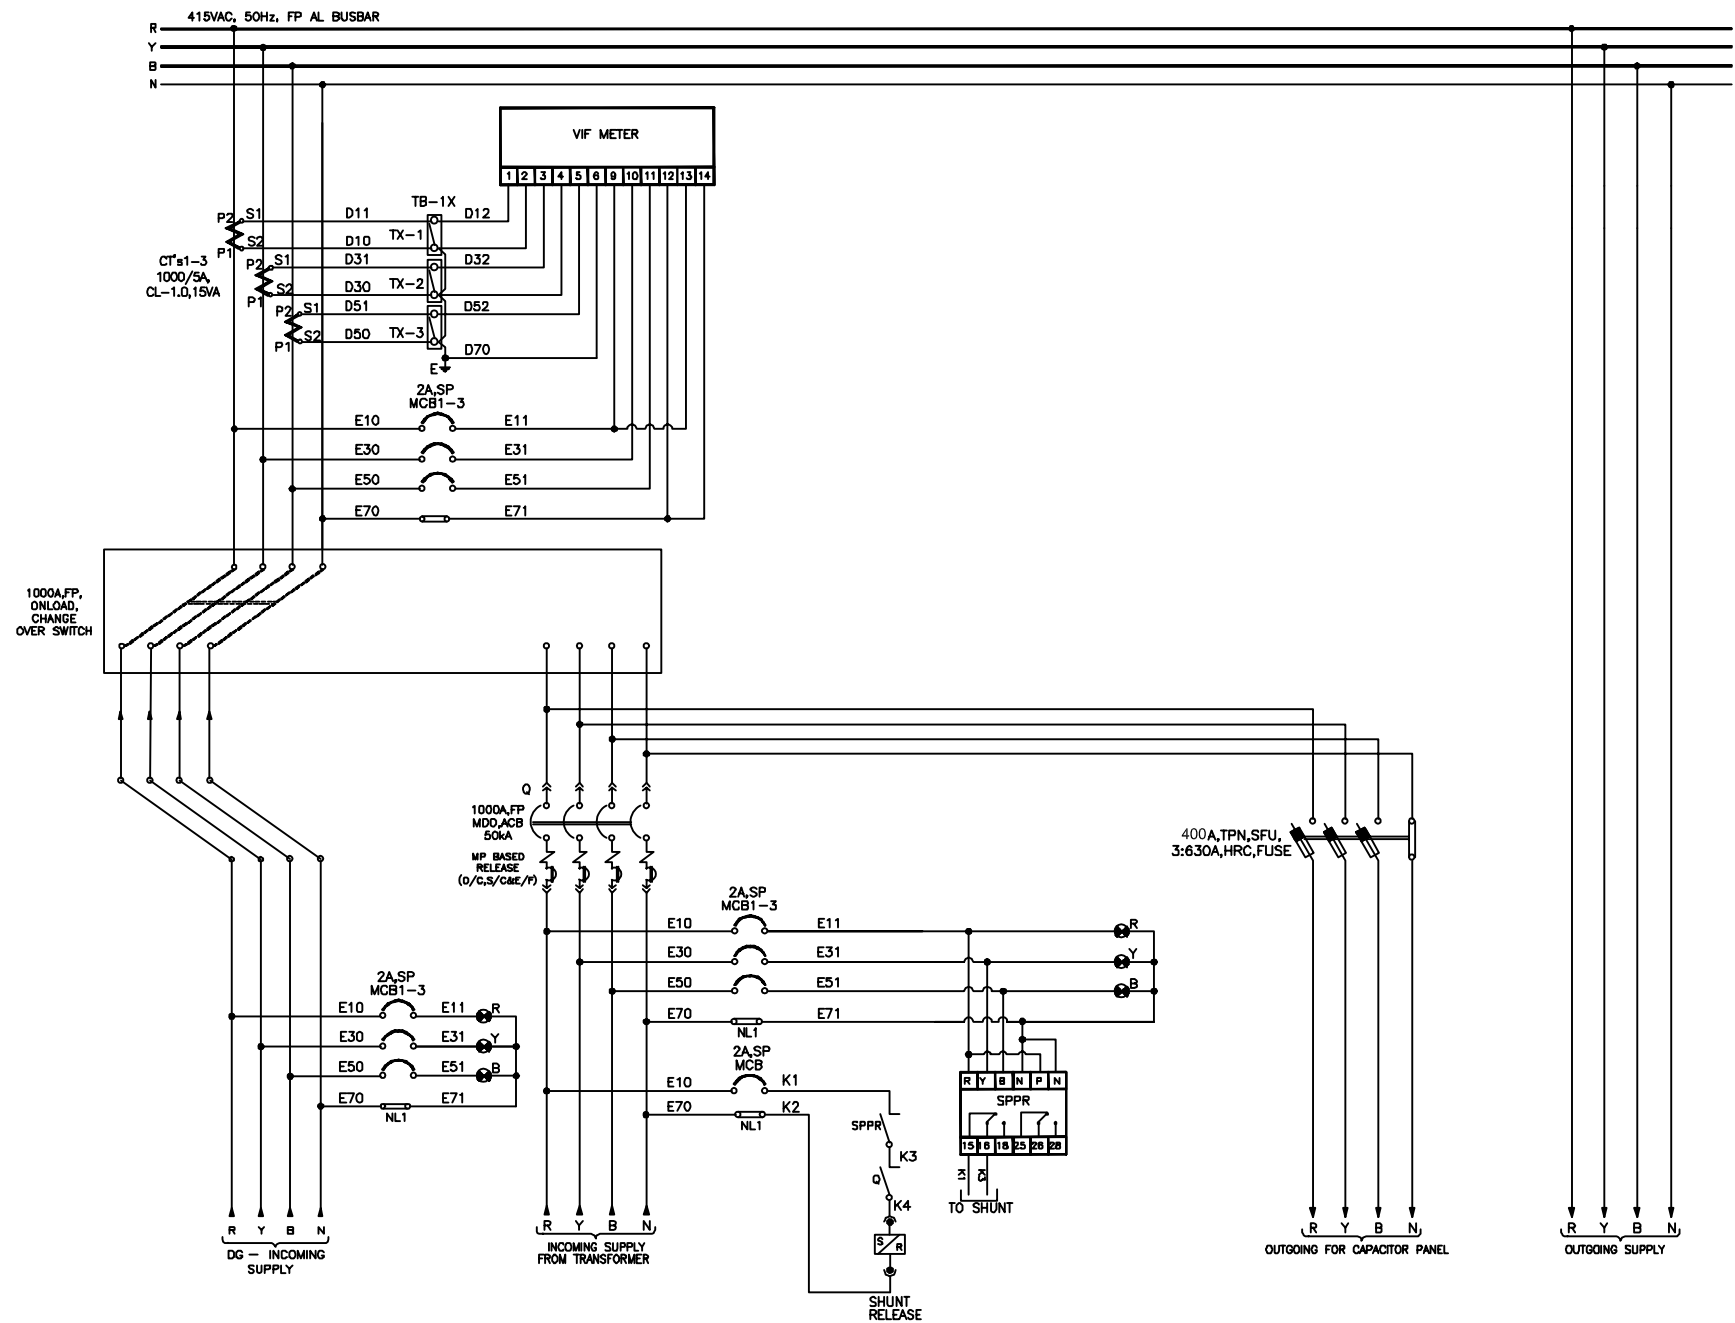 415VAC, 50Hz, FP AL BUSBAR
R
Y
B
N
VIF METER
1 2 3 4 5 6 9 10 11 12 13 14
TB-1X
P2 S1 D11 D12
P1 S2 D10 TX-1
P2 S1 D31 D32
P1 S2 D30 TX-2
P2 S1 D51 D52
P1 S2 D50 TX-3
CT's1-3
1000/5A,
CL-1.0,15VA
D70
E
2A,SP
MCB1-3
E10 E11
E30 E31
E50 E51
E70 E71
1000A,FP,
ONLOAD,
CHANGE
OVER SWITCH
Q
1000A,FP
MDO,ACB
50kA
MP BASED
RELEASE
(O/C,S/C&E/F)
400A,TPN,SFU,
3:630A,HRC,FUSE
2A,SP
MCB1-3
E10 E11 R
E30 E31 Y
E50 E51 B
E70 E71
NL1
2A,SP
MCB1-3
E10 E11 R
E30 E31 Y
E50 E51 B
E70 E71
NL1
2A,SP
MCB
E10 K1
E70 K2
NL1
SPPR
K3
Q
K4
S R
SHUNT
RELEASE
R Y B N P N
SPPR
15 16 18 25 26 28
K1 K3
TO SHUNT
R Y B N
DG - INCOMING
SUPPLY
R Y B N
INCOMING SUPPLY
FROM TRANSFORMER
R Y B N
OUTGOING FOR CAPACITOR PANEL
R Y B N
OUTGOING SUPPLY